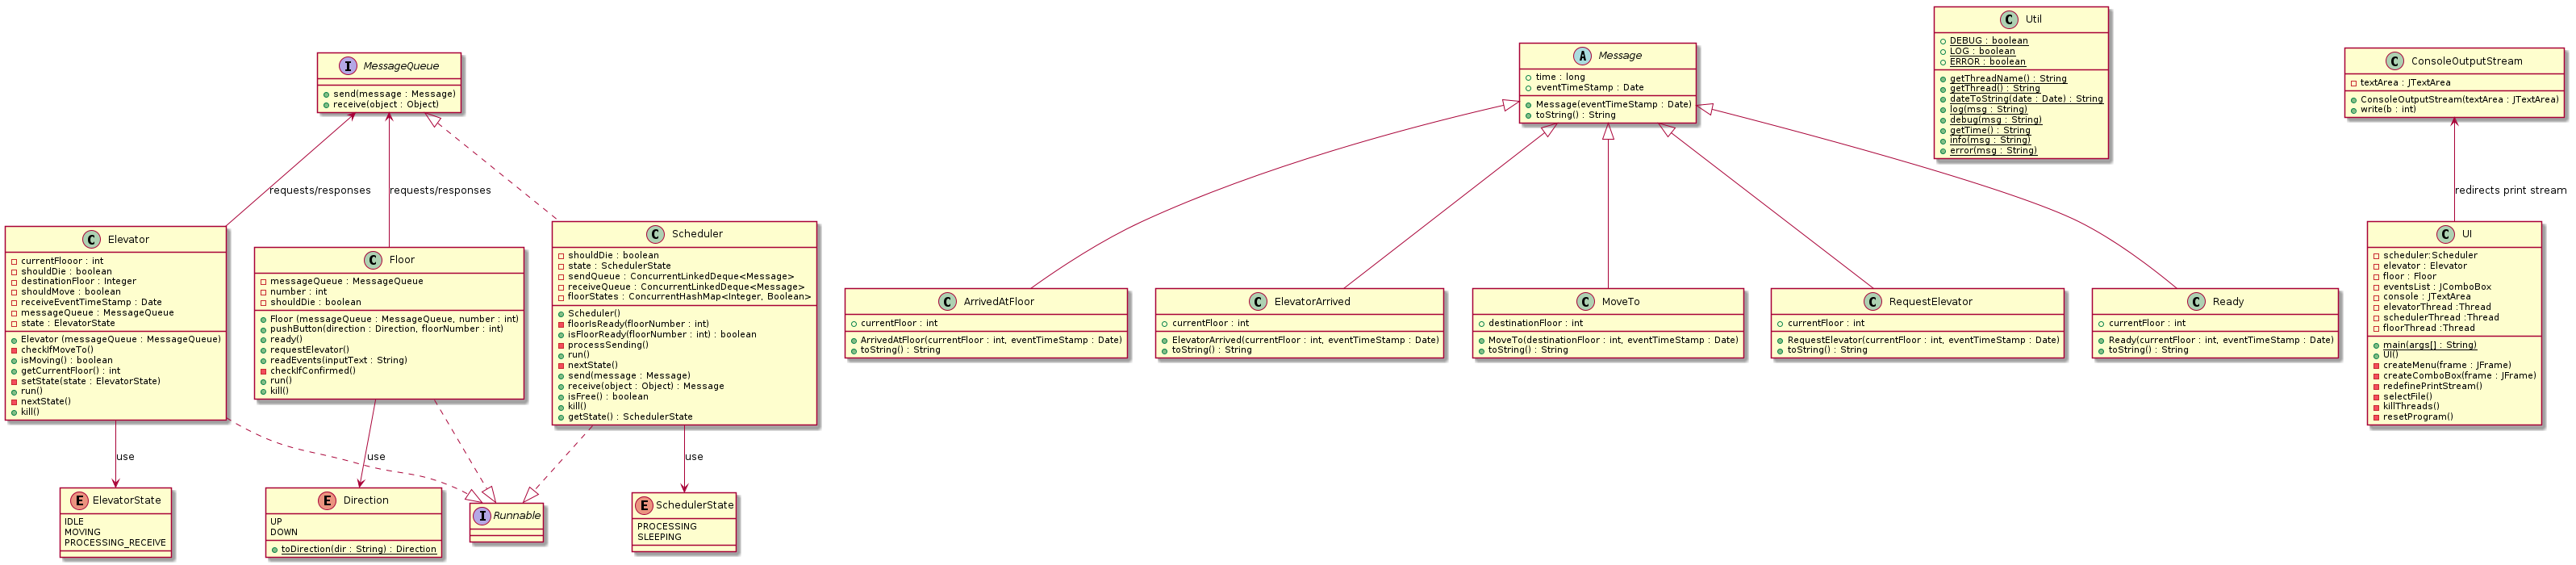 I MessageQueue
send(message : Message)
receive(object : Object)
A Message
time : long
eventTimeStamp : Date
Message(eventTimeStamp : Date)
toString() : String
C Util
DEBUG : boolean
LOG : boolean
ERROR : boolean
getThreadName() : String
getThread() : String
dateToString(date : Date) : String
log(msg : String)
debug(msg : String)
getTime() : String
info(msg : String)
error(msg : String)
C ConsoleOutputStream
textArea : JTextArea
ConsoleOutputStream(textArea : JTextArea)
write(b : int)
requests/responses
requests/responses
redirects print stream
C Elevator
currentFlooor : int
shouldDie : boolean
destinationFloor : Integer
shouldMove : boolean
receiveEventTimeStamp : Date
messageQueue : MessageQueue
state : ElevatorState
Elevator (messageQueue : MessageQueue)
checkIfMoveTo()
isMoving() : boolean
getCurrentFloor() : int
setState(state : ElevatorState)
run()
nextState()
kill()
C Floor
messageQueue : MessageQueue
number : int
shouldDie : boolean
Floor (messageQueue : MessageQueue, number : int)
pushButton(direction : Direction, floorNumber : int)
ready()
requestElevator()
readEvents(inputText : String)
checkIfConfirmed()
run()
kill()
C Scheduler
shouldDie : boolean
state : SchedulerState
sendQueue : ConcurrentLinkedDeque<Message>
receiveQueue : ConcurrentLinkedDeque<Message>
floorStates : ConcurrentHashMap<Integer, Boolean>
Scheduler()
floorIsReady(floorNumber : int)
isFloorReady(floorNumber : int) : boolean
processSending()
run()
nextState()
send(message : Message)
receive(object : Object) : Message
isFree() : boolean
kill()
getState() : SchedulerState
C ArrivedAtFloor
currentFloor : int
ArrivedAtFloor(currentFloor : int, eventTimeStamp : Date)
toString() : String
C ElevatorArrived
currentFloor : int
ElevatorArrived(currentFloor : int, eventTimeStamp : Date)
toString() : String
C MoveTo
destinationFloor : int
MoveTo(destinationFloor : int, eventTimeStamp : Date)
toString() : String
C RequestElevator
currentFloor : int
RequestElevator(currentFloor : int, eventTimeStamp : Date)
toString() : String
C Ready
currentFloor : int
Ready(currentFloor : int, eventTimeStamp : Date)
toString() : String
C UI
scheduler:Scheduler
elevator : Elevator
floor : Floor
eventsList : JComboBox
console : JTextArea
elevatorThread :Thread
schedulerThread :Thread
floorThread :Thread
main(args[] : String)
UI()
createMenu(frame : JFrame)
createComboBox(frame : JFrame)
redefinePrintStream()
selectFile()
killThreads()
resetProgram()
use
use
use
E ElevatorState
IDLE
MOVING
PROCESSING_RECEIVE
E Direction
UP
DOWN
toDirection(dir : String) : Direction
I Runnable
E SchedulerState
PROCESSING
SLEEPING